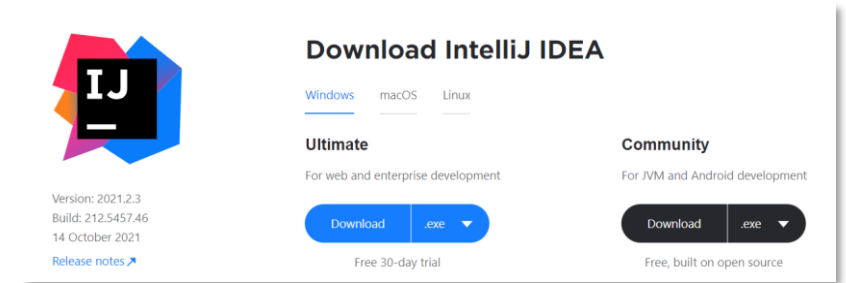 IJ
Download IntelliJ IDEA
Windows macOS Linux
Ultimate
For web and enterprise development
Download .exe
Free 30-day trial
Community
For JVM and Android development
Download .exe
Free, built on open source
Version: 2021.2.3
Build: 212.5457.46
14 October 2021
Release notes